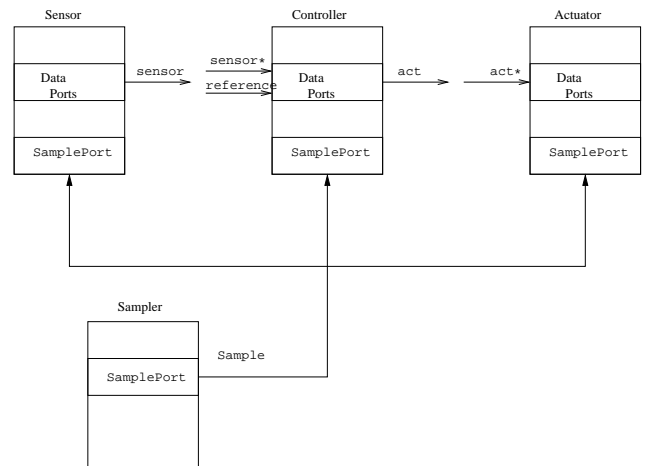 Sensor
Controller
Actuator
sensor
sensor*
reference
act
act*
Data
Ports
Data
Ports
Data
Ports
SamplePort
SamplePort
SamplePort
Sampler
Sample
SamplePort